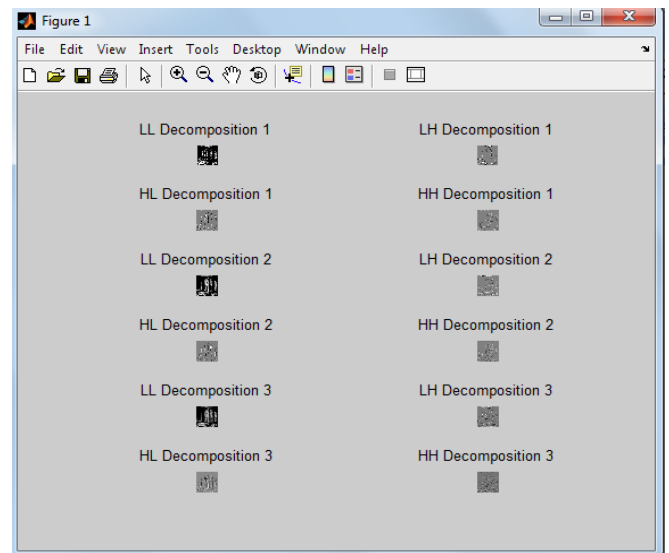 Figure 1
File Edit View Insert Tools Desktop Window Help
LL Decomposition 1 LH Decomposition 1
HL Decomposition 1 HH Decomposition 1
LL Decomposition 2 LH Decomposition 2
HL Decomposition 2 HH Decomposition 2
LL Decomposition 3 LH Decomposition 3
HL Decomposition 3 HH Decomposition 3